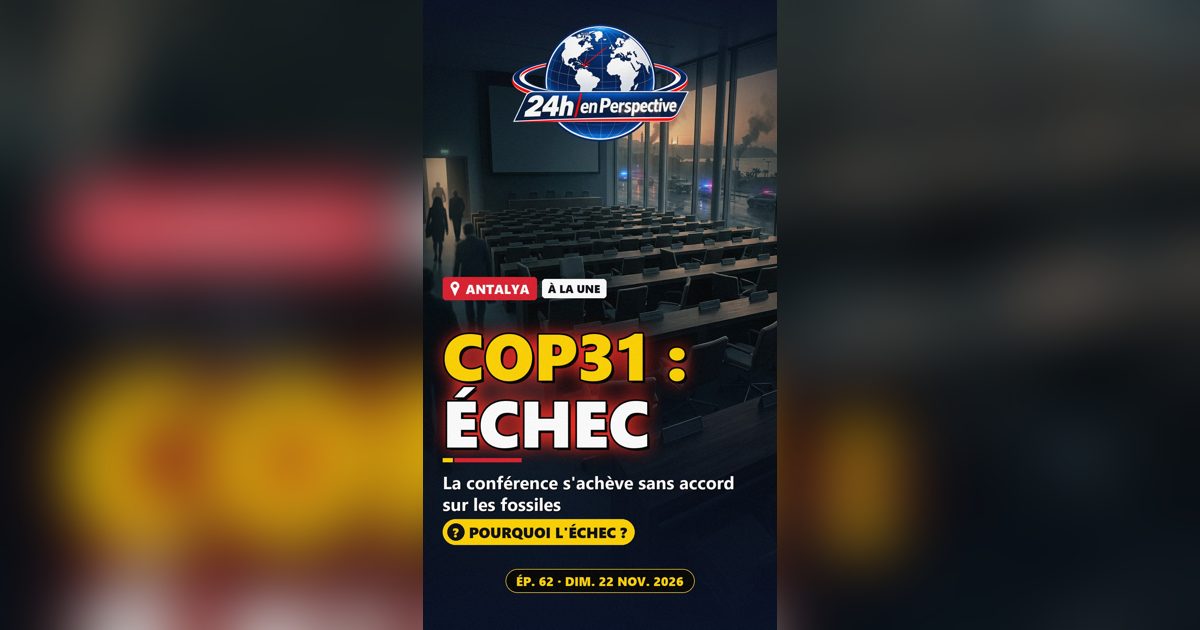 24h/en Perspective
ANTALYA
À LA UNE
COP31 :
ÉCHEC
La conférence s'achève sans accord
sur les fossiles
? POURQUOI L'ÉCHEC ?
ÉP. 62 · DIM. 22 NOV. 2026